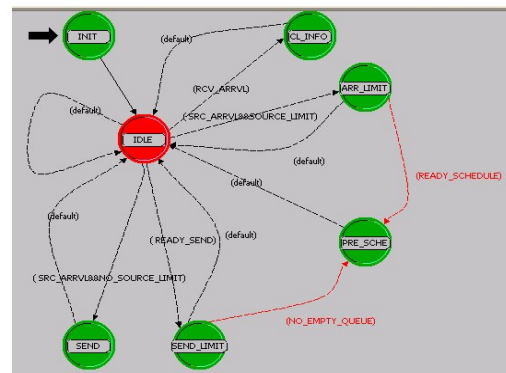 INIT
CL_INFO
(default)
(RCV_ARRVL)
ARR_LIMIT
(default)
(SRC_ARRVL&&SOURCE_LIMIT)
IDLE
(default)
(READY_SCHEDULE)
(default)
(default)
(READY_SEND)
(default)
PRE_SCHE
(SRC_ARRVL&&NO_SOURCE_LIMIT)
(NO_EMPTY_QUEUE)
SEND
SEND_LIMIT